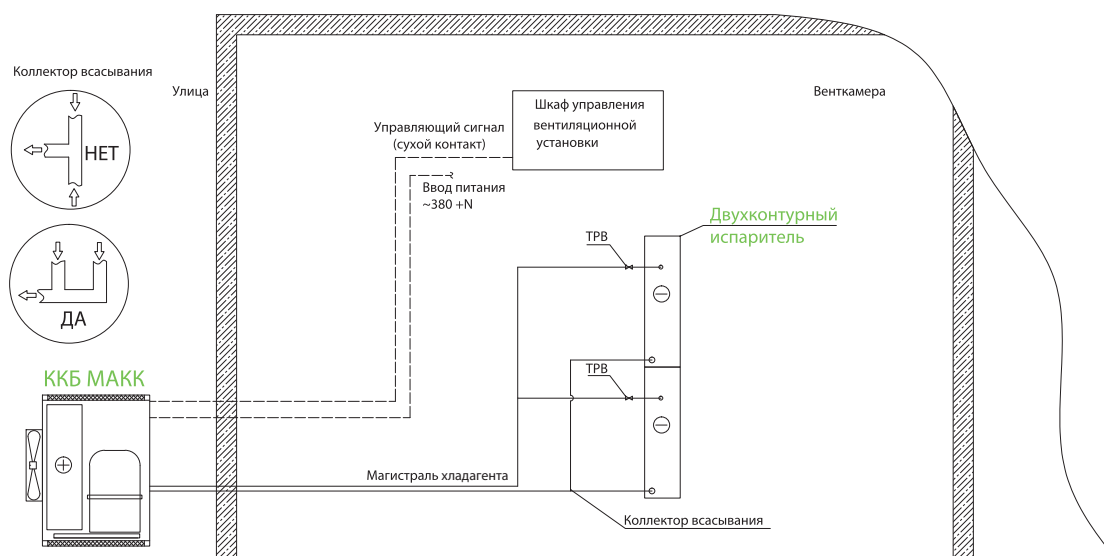 Коллектор всасывания
НЕТ
ДА
ККБ МАКК
Улица
Управляющий сигнал
(сухой контакт)
Ввод питания
~380 +N
Шкаф управления
вентиляционной
установки
Венткамера
Двухконтурный
испаритель
ТРВ
ТРВ
Магистраль хладагента
Коллектор всасывания